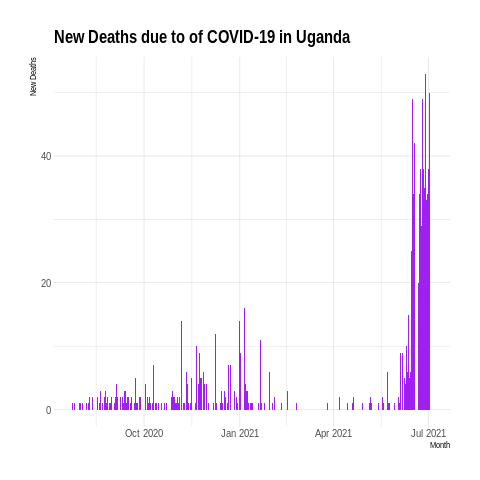 New Deaths due to of COVID-19 in Uganda
New Deaths
40
20
0
Oct 2020 Jan 2021 Apr 2021 Jul 2021
Month